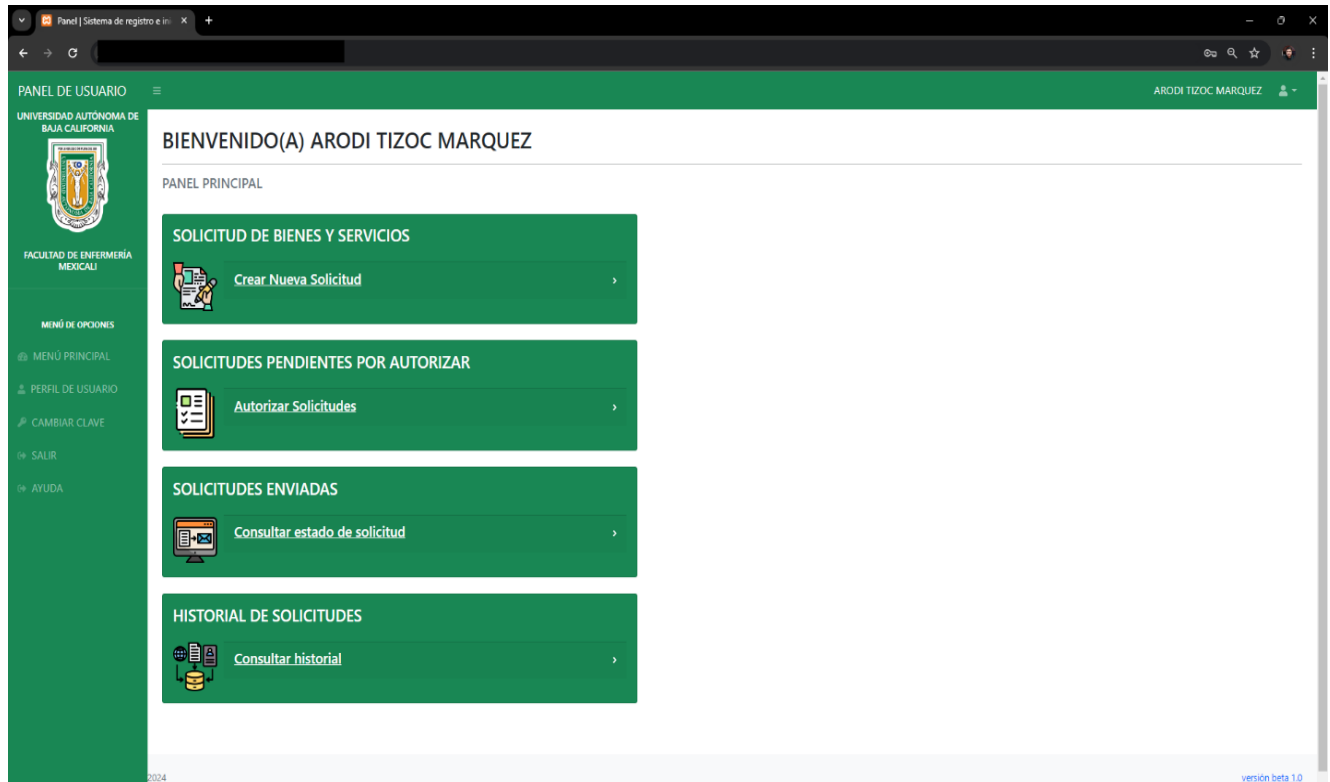 Panel | Sistema de registro e in
PANEL DE USUARIO
ARODI TIZOC MARQUEZ
UNIVERSIDAD AUTÓNOMA DE
BAJA CALIFORNIA
FACULTAD DE ENFERMERÍA
MEXICALI
MENÚ DE OPCIONES
MENÚ PRINCIPAL
PERFIL DE USUARIO
CAMBIAR CLAVE
SALIR
AYUDA
BIENVENIDO(A) ARODI TIZOC MARQUEZ
PANEL PRINCIPAL
SOLICITUD DE BIENES Y SERVICIOS
Crear Nueva Solicitud
SOLICITUDES PENDIENTES POR AUTORIZAR
Autorizar Solicitudes
SOLICITUDES ENVIADAS
Consultar estado de solicitud
HISTORIAL DE SOLICITUDES
Consultar historial
2024
versión beta 1.0